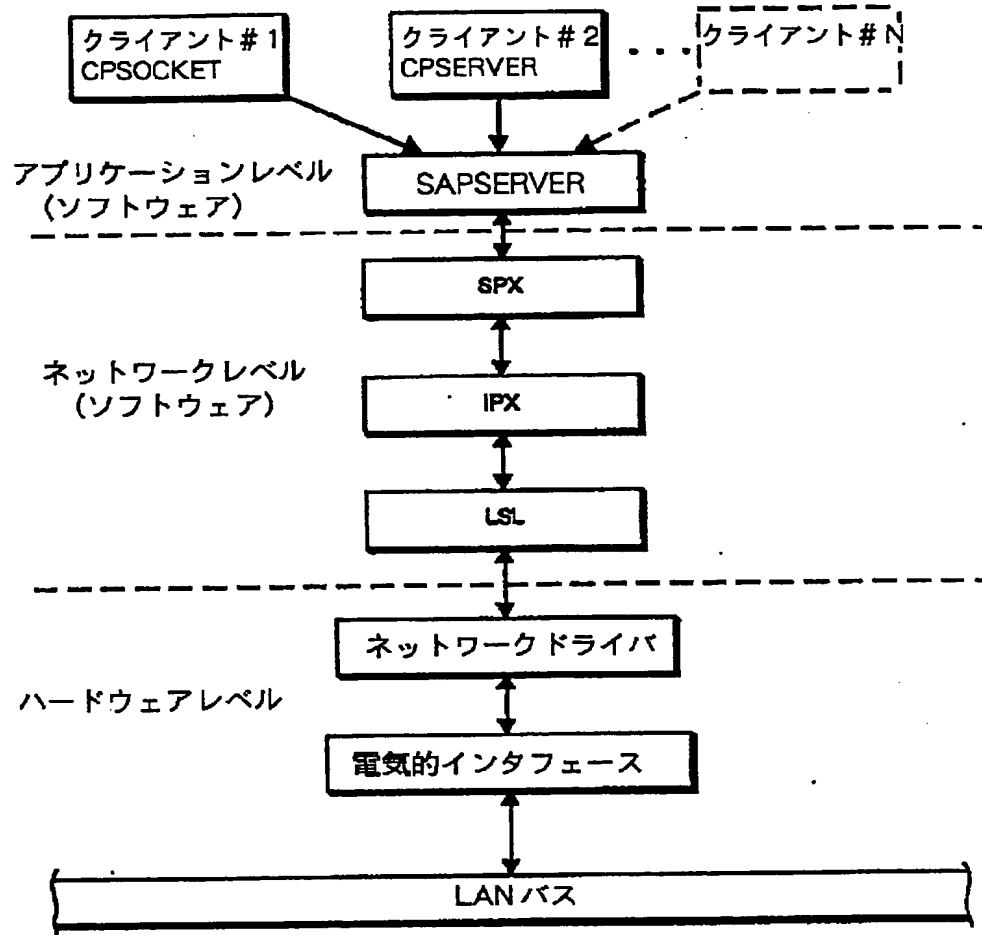 クライアント#1
CPSOCKET
クライアント#2
CPSERVER
・・・
クライアント#N
アプリケーションレベル
(ソフトウェア)
SAPSERVER
SPX
ネットワークレベル
(ソフトウェア)
IPX
LSL
ネットワークドライバ
ハードウェアレベル
電気的インタフェース
LANバス